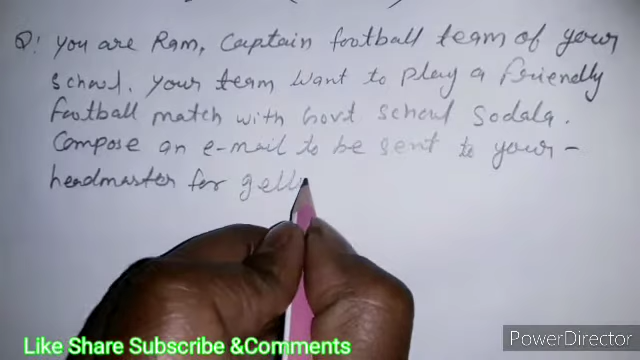 Q: You are Ram, Captain football team of your
school. Your team want to play a friendly
football match with Govt school Sodala.
Compose an e-mail to be sent to your -
headmaster for gell
Like Share Subscribe &Comments
PowerDirector